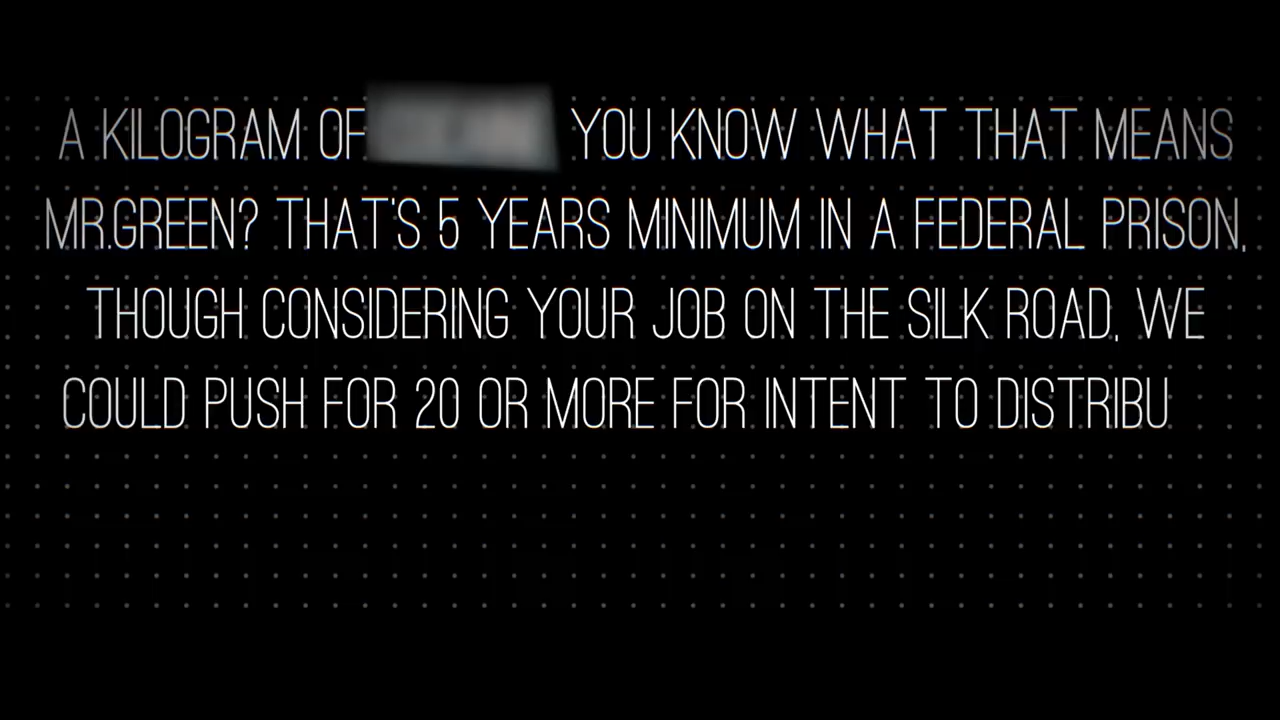 A KILOGRAM OF YOU KNOW WHAT THAT MEANS
MR.GREEN? THAT'S 5 YEARS MINIMUM IN A FEDERAL PRISON,
THOUGH CONSIDERING YOUR JOB ON THE SILK ROAD, WE
COULD PUSH FOR 20 OR MORE FOR INTENT TO DISTRIBU